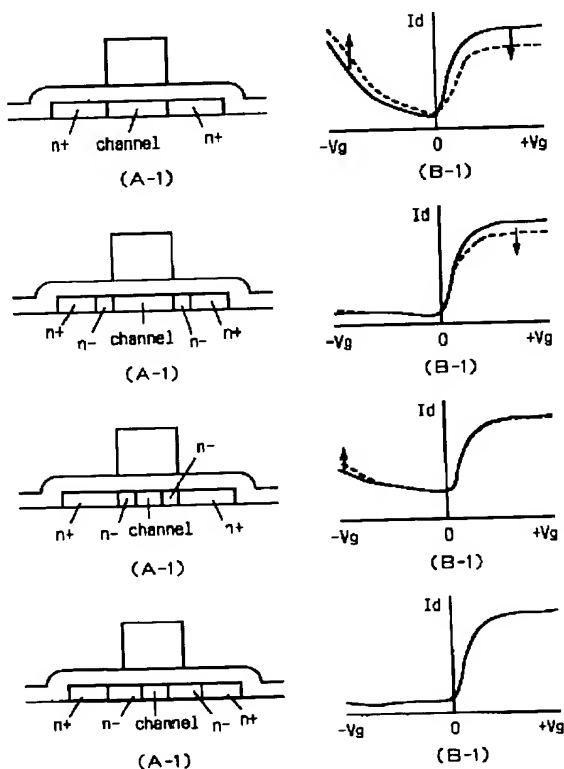 Id
n+ channel n+
-Vg 0 +Vg
(A-1) (B-1)
Id
n+ n- channel n- n+
-Vg 0 +Vg
(A-1) (B-1)
Id
n-
n+ n- channel n+
-Vg 0 +Vg
(A-1) (B-1)
Id
n+ n- channel n- n+
-Vg 0 +Vg
(A-1) (B-1)